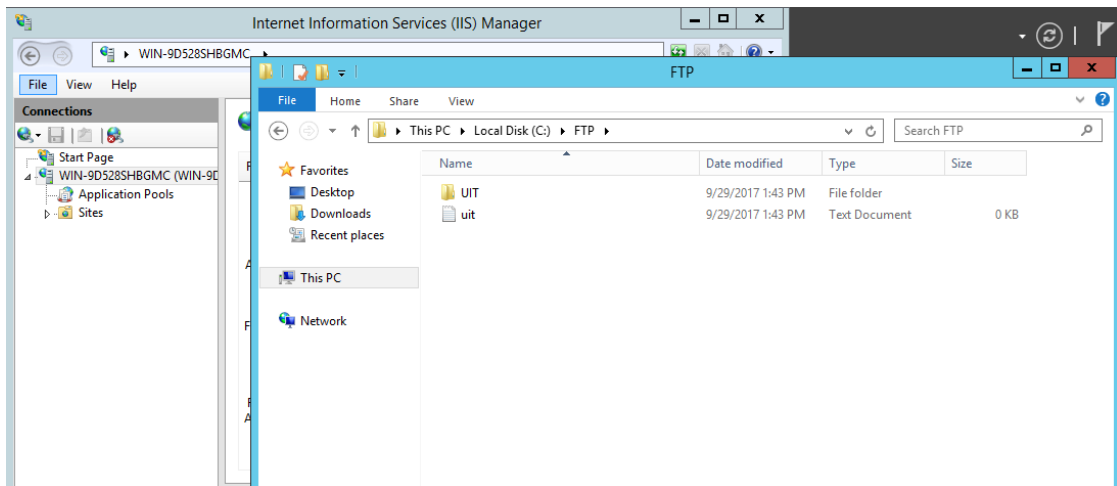 Internet Information Services (IIS) Manager
WIN-9D528SHBGMC
File View Help
Connections
Start Page
WIN-9D528SHBGMC (WIN-9D
Application Pools
Sites
FTP
File Home Share View
This PC Local Disk (C:) FTP
Search FTP
Favorites
Desktop
Downloads
Recent places
This PC
Network
Name Date modified Type Size
UIT 9/29/2017 1:43 PM File folder
uit 9/29/2017 1:43 PM Text Document 0 KB